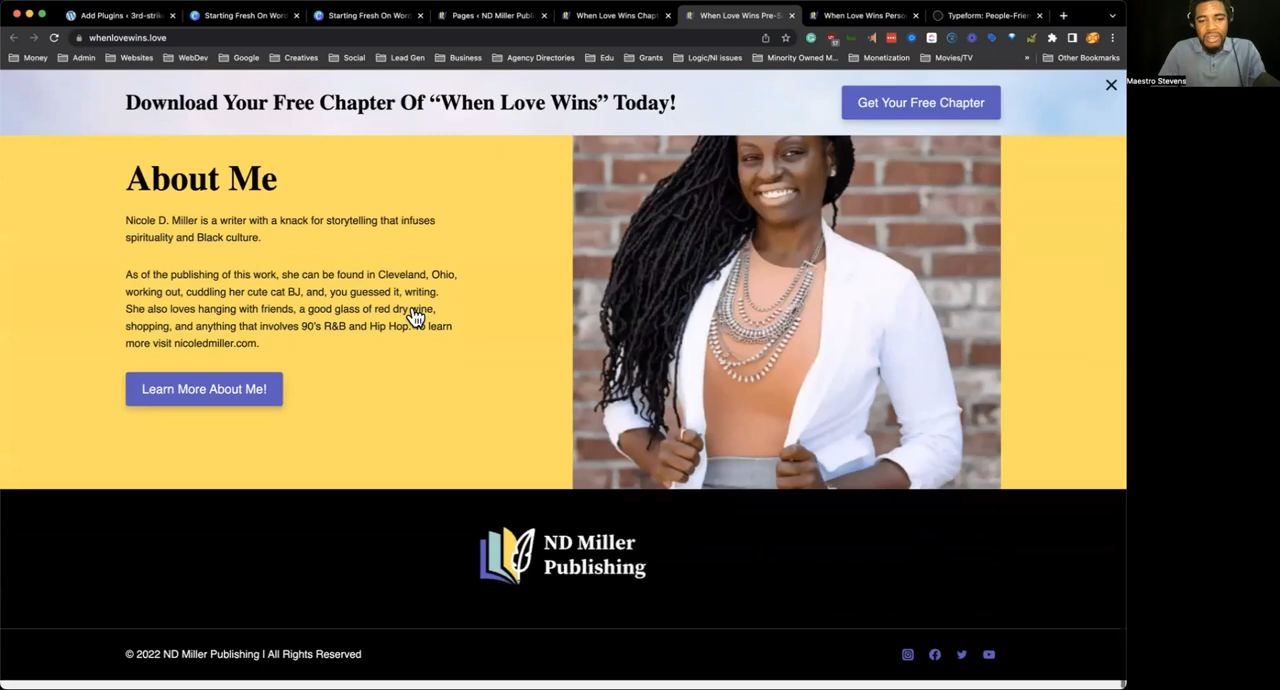 Add Plugins < 3rd-strik
Starting Fresh On Word
Starting Fresh On Word
Pages < ND Miller Publi
When Love Wins Chap
When Love Wins Pre-S
When Love Wins Perso
Typeform: People-Frie
whenlovewins.love
Money
Admin
Websites
WebDev
Google
Creatives
Social
Lead Gen
Business
Agency Directories
Edu
Grants
Logic/NI issues
Minority Owned M...
Monetization
Movies/TV
»
Other Bookmarks
Maestro Stevens
Download Your Free Chapter Of “When Love Wins” Today!
Get Your Free Chapter
About Me
Nicole D. Miller is a writer with a knack for storytelling that infuses
spirituality and Black culture.
As of the publishing of this work, she can be found in Cleveland, Ohio,
working out, cuddling her cute cat BJ, and, you guessed it, writing.
She also loves hanging with friends, a good glass of red dry wine,
shopping, and anything that involves 90's R&B and Hip Hop. To learn
more visit nicoledmiller.com.
Learn More About Me!
ND Miller
Publishing
© 2022 ND Miller Publishing I All Rights Reserved